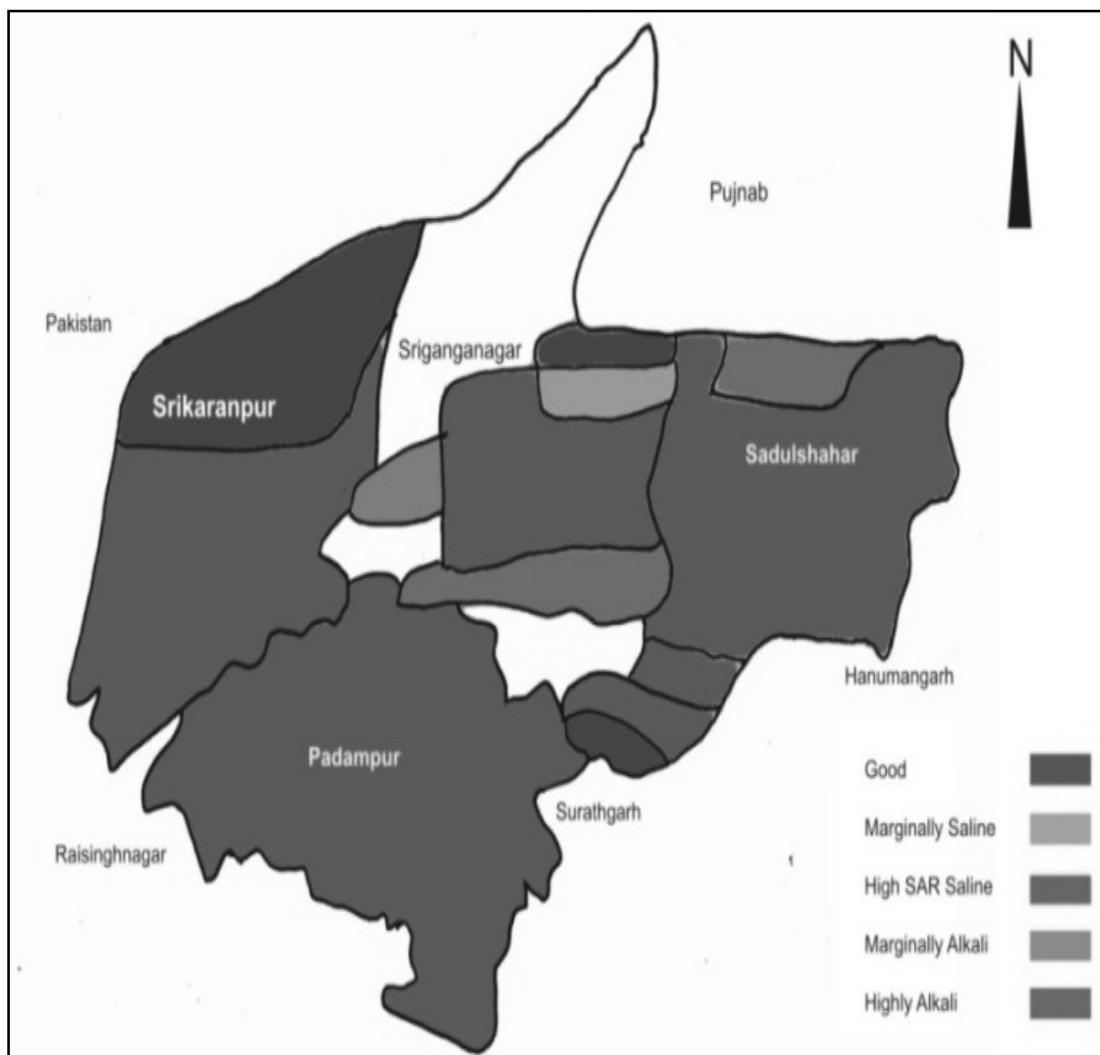 N
Pujnab
Pakistan
Sriganganagar
Srikaranpur
Sadulshahar
Hanumangarh
Padampur
Surathgarh
Raisinghnagar
Good
Marginally Saline
High SAR Saline
Marginally Alkali
Highly Alkali